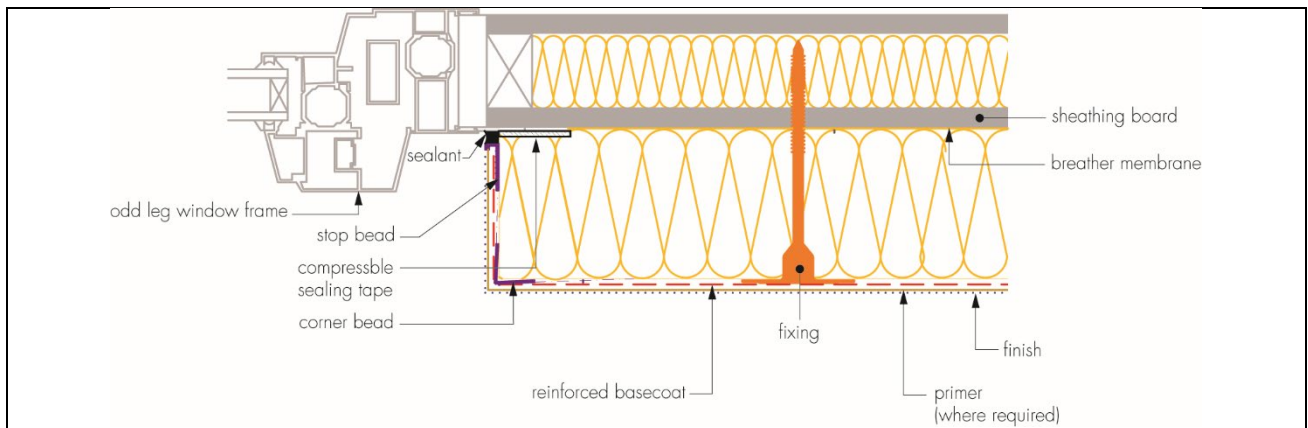 sheathing board
sealant
breather membrane
odd leg window frame
stop bead
compressble
sealing tape
corner bead
fixing
finish
reinforced basecoat
primer
(where required)